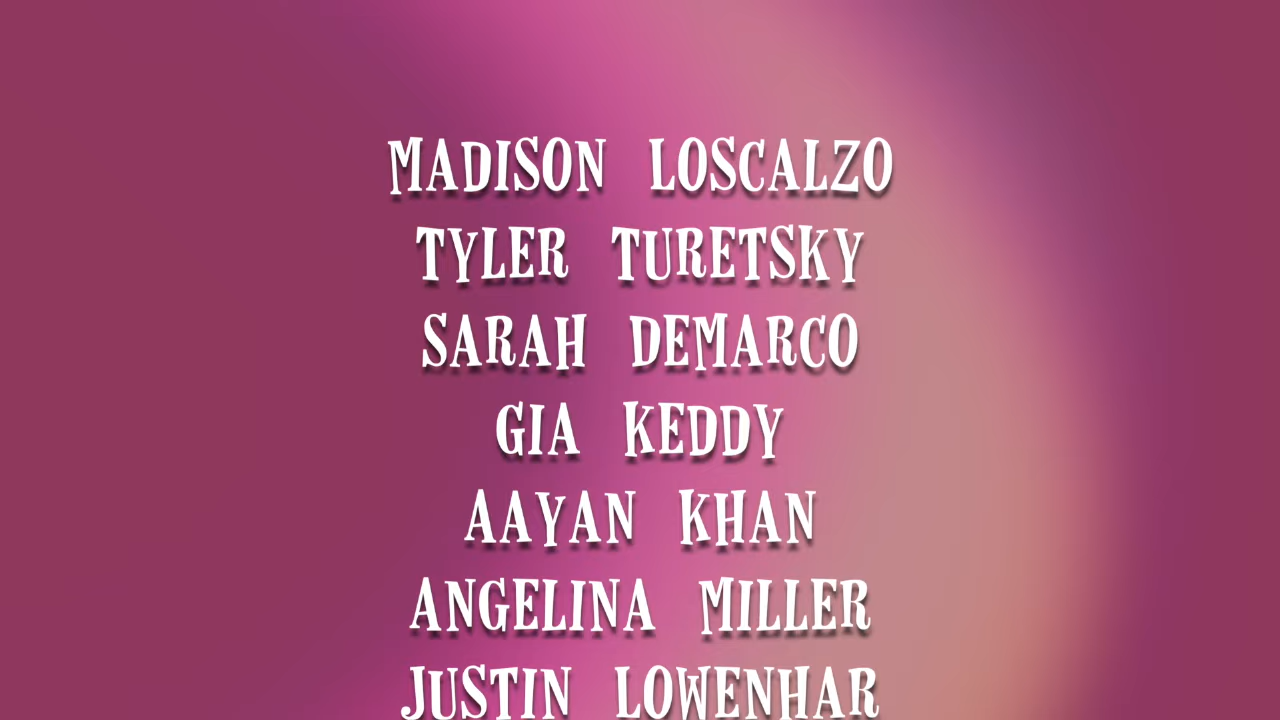 MADISON LOSCALZO
TYLER TURETSKY
SARAH DEMARCO
GIA KEDDY
AAYAN KHAN
ANGELINA MILLER
JUSTIN LOWENHAR